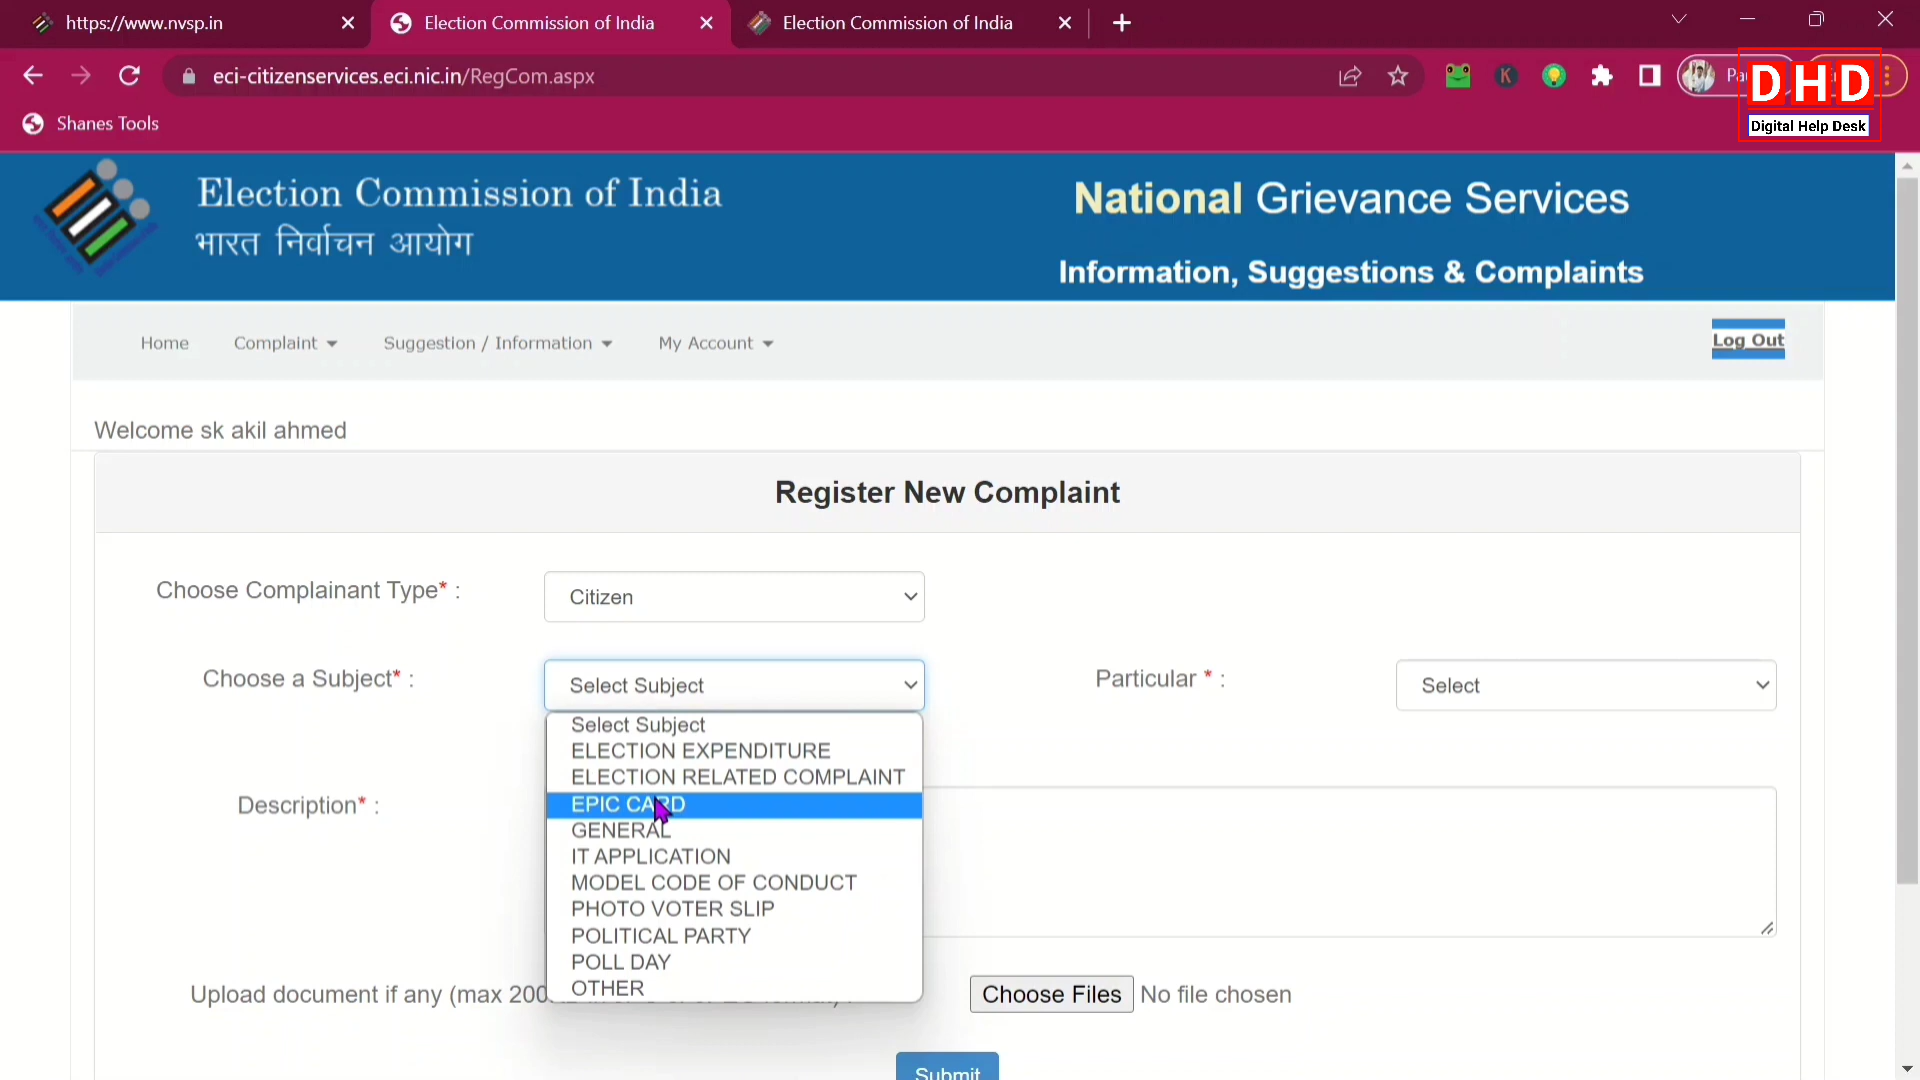 https://www.nvsp.in
Election Commission of India
Election Commission of India
eci-citizenservices.eci.nic.in/RegCom.aspx
K
DHD
Digital Help Desk
Shanes Tools
Election Commission of India
भारत निर्वाचन आयोग
National Grievance Services
Information, Suggestions & Complaints
Home
Complaint
Suggestion / Information
My Account
Log Out
Welcome sk akil ahmed
Register New Complaint
Choose Complainant Type* :
Citizen
Choose a Subject* :
Select Subject
Particular * :
Select
Select Subject
ELECTION EXPENDITURE
ELECTION RELATED COMPLAINT
EPIC CARD
GENERAL
IT APPLICATION
MODEL CODE OF CONDUCT
PHOTO VOTER SLIP
POLITICAL PARTY
POLL DAY
OTHER
Description* :
Upload document if any (max
Choose Files No file chosen
Submit